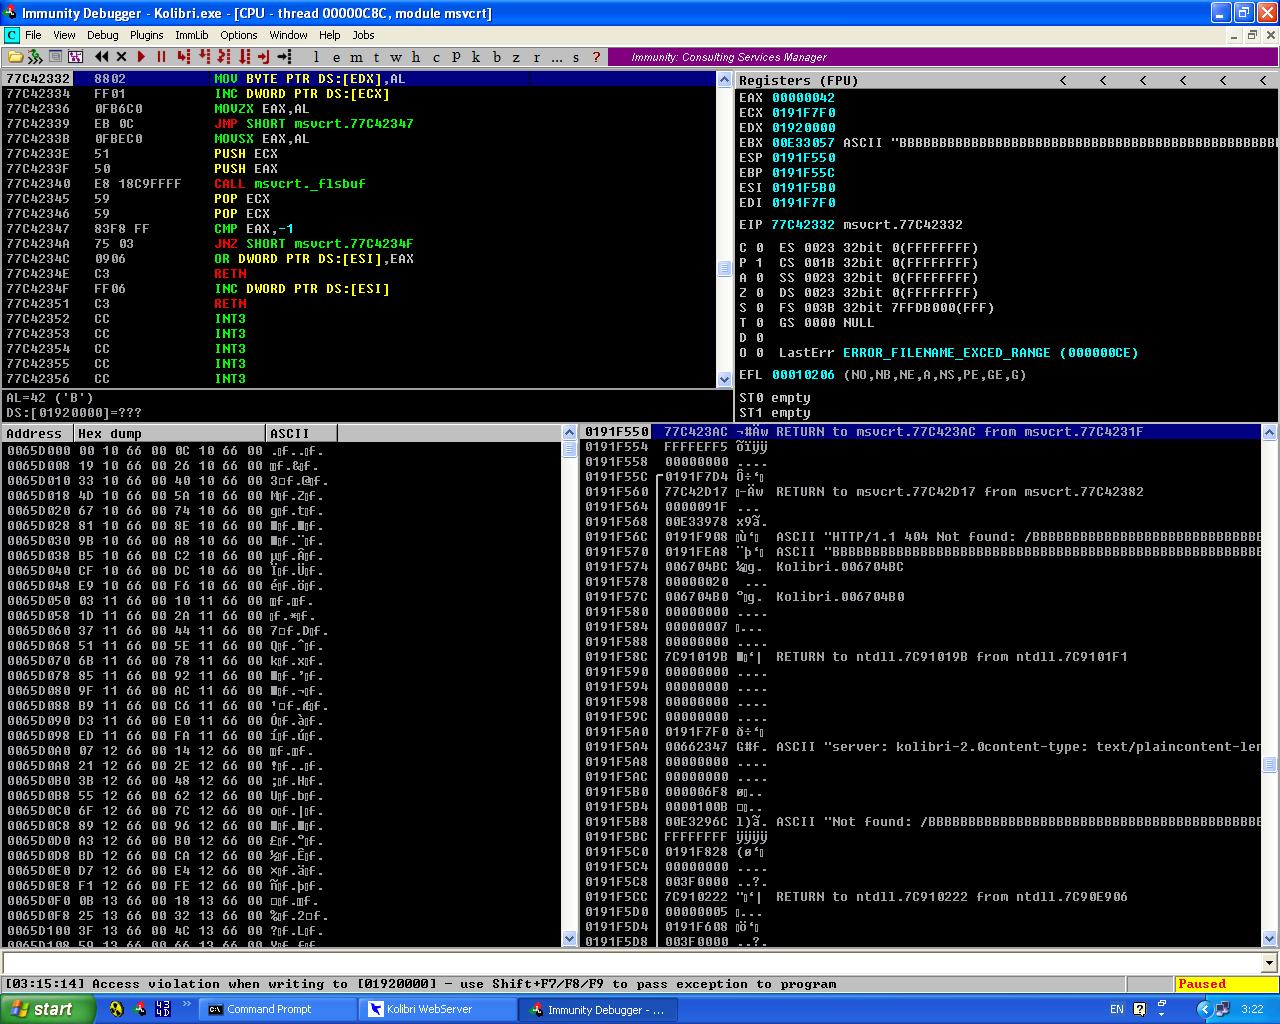 Immunity Debugger - Kolibri.exe - [CPU - thread 00000C8C, module msvcrt]
C File View Debug Plugins ImmLib Options Window Help Jobs
l e m t w h c P k b z r ... s ? Immunity: Consulting Services Manager
77C42332 8802 MOV BYTE PTR DS:[EDX],AL
77C42334 FF01 INC DWORD PTR DS:[ECX]
77C42336 0FB6C0 MOVZX EAX,AL
77C42339 EB 0C JMP SHORT msvcrt.77C42347
77C4233B 0FBEC0 MOVSX EAX,AL
77C4233E 51 PUSH ECX
77C4233F 50 PUSH EAX
77C42340 E8 18C9FFFF CALL msvcrt._flsbuf
77C42345 59 POP ECX
77C42346 59 POP ECX
77C42347 83F8 FF CMP EAX,-1
77C4234A 75 03 JNZ SHORT msvcrt.77C4234F
77C4234C 0906 OR DWORD PTR DS:[ESI],EAX
77C4234E C3 RETN
77C4234F FF06 INC DWORD PTR DS:[ESI]
77C42351 C3 RETN
77C42352 CC INT3
77C42353 CC INT3
77C42354 CC INT3
77C42355 CC INT3
77C42356 CC INT3
AL=42 ('B')
DS:[01920000]=???
Registers (FPU) < < < < < <
EAX 00000042
ECX 0191F7F0
EDX 01920000
EBX 00E33057 ASCII
ESP 0191F550
EBP 0191F55C
ESI 0191F5B0
EDI 0191F7F0
EIP 77C42332 msvcrt.77C42332
C 0 ES 0023 32bit 0(FFFFFFFF)
P 1 CS 001B 32bit 0(FFFFFFFF)
A 0 SS 0023 32bit 0(FFFFFFFF)
Z 0 DS 0023 32bit 0(FFFFFFFF)
S 0 FS 003B 32bit 7FFDB000(FFF)
T 0 GS 0000 NULL
D 0
O 0 LastErr ERROR_FILENAME_EXCED_RANGE (000000CE)
EFL 00010206 (NO,NB,NE,A,NS,PE,GE,G)
ST0 empty
ST1 empty
Address Hex dump ASCII
0065D000 00 10 66 00 0C 10 66 00
0065D008 19 10 66 00 26 10 66 00
0065D010 33 10 66 00 40 10 66 00
0065D018 4D 10 66 00 5A 10 66 00
0065D020 67 10 66 00 74 10 66 00
0065D028 81 10 66 00 8E 10 66 00
0065D030 9B 10 66 00 A8 10 66 00
0065D038 B5 10 66 00 C2 10 66 00
0065D040 CF 10 66 00 DC 10 66 00
0065D048 E9 10 66 00 F6 10 66 00
0065D050 03 11 66 00 10 11 66 00
0065D058 1D 11 66 00 2A 11 66 00
0065D060 37 11 66 00 44 11 66 00
0065D068 51 11 66 00 5E 11 66 00
0065D070 6B 11 66 00 78 11 66 00
0065D078 85 11 66 00 92 11 66 00
0065D080 9F 11 66 00 AC 11 66 00
0065D088 B9 11 66 00 C6 11 66 00
0065D090 D3 11 66 00 E0 11 66 00
0065D098 ED 11 66 00 FA 11 66 00
0065D0A0 07 12 66 00 14 12 66 00
0065D0A8 21 12 66 00 2E 12 66 00
0065D0B0 3B 12 66 00 48 12 66 00
0065D0B8 55 12 66 00 62 12 66 00
0065D0C0 6F 12 66 00 7C 12 66 00
0065D0C8 89 12 66 00 96 12 66 00
0065D0D0 A3 12 66 00 B0 12 66 00
0065D0D8 BD 12 66 00 CA 12 66 00
0065D0E0 D7 12 66 00 E4 12 66 00
0065D0E8 F1 12 66 00 FE 12 66 00
0065D0F0 0B 13 66 00 18 13 66 00
0065D0F8 25 13 66 00 32 13 66 00
0065D100 3F 13 66 00 4C 13 66 00
0065D108 59 13 66 00 66 13 66 00
0191F550 77C423AC RETURN to msvcrt.77C423AC from msvcrt.77C4231F
0191F554 FFFFEFF5
0191F558 00000000 ....
0191F55C 0191F7D4
0191F560 77C42D17 RETURN to msvcrt.77C42D17 from msvcrt.77C42382
0191F564 0000091F
0191F568 00E33978 x9ã.
0191F56C 0191F908 ASCII "HTTP/1.1 404 Not found:
0191F570 0191FEA8 ASCII
0191F574 006704BC Kolibri.006704BC
0191F578 00000020 ...
0191F57C 006704B0 Kolibri.006704B0
0191F580 00000000 ....
0191F584 00000007
0191F588 00000000 ....
0191F58C 7C91019B RETURN to ntdll.7C91019B from ntdll.7C9101F1
0191F590 00000000 ....
0191F594 00000000 ....
0191F598 00000000 ....
0191F59C 00000000 ....
0191F5A0 0191F7F0
0191F5A4 00662347 G#f. ASCII "server: kolibri-2.0content-type: text/plaincontent-len
0191F5A8 00000000 ....
0191F5AC 00000000 ....
0191F5B0 000006F8
0191F5B4 0000100B
0191F5B8 00E3296C l)ã. ASCII "Not found:
0191F5BC FFFFFFFF ÿÿÿÿ
0191F5C0 0191F828
0191F5C4 00000000 ....
0191F5C8 003F0000 ..?.
0191F5CC 7C910222 RETURN to ntdll.7C910222 from ntdll.7C90E906
0191F5D0 00000005
0191F5D4 0191F608
0191F5D8 003F0000 ..?.
[03:15:14] Access violation when writing to [01920000] - use Shift+F7/F8/F9 to pass exception to program Paused
start Command Prompt Kolibri WebServer Immunity Debugger - ... EN 3:22